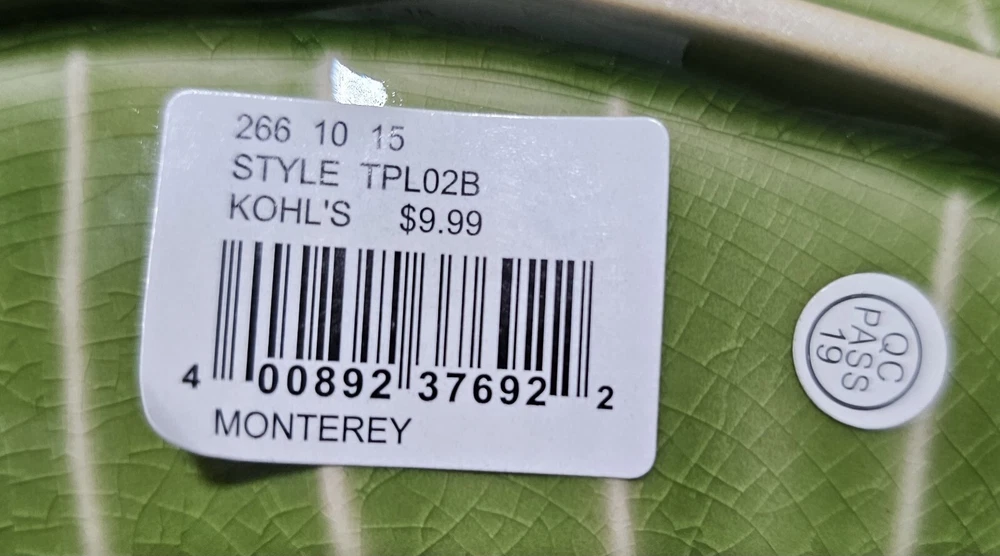 266 10 15
STYLE TPL02B
KOHL'S $9.99
4 00892 37692 2
MONTEREY
QC
PASS
19